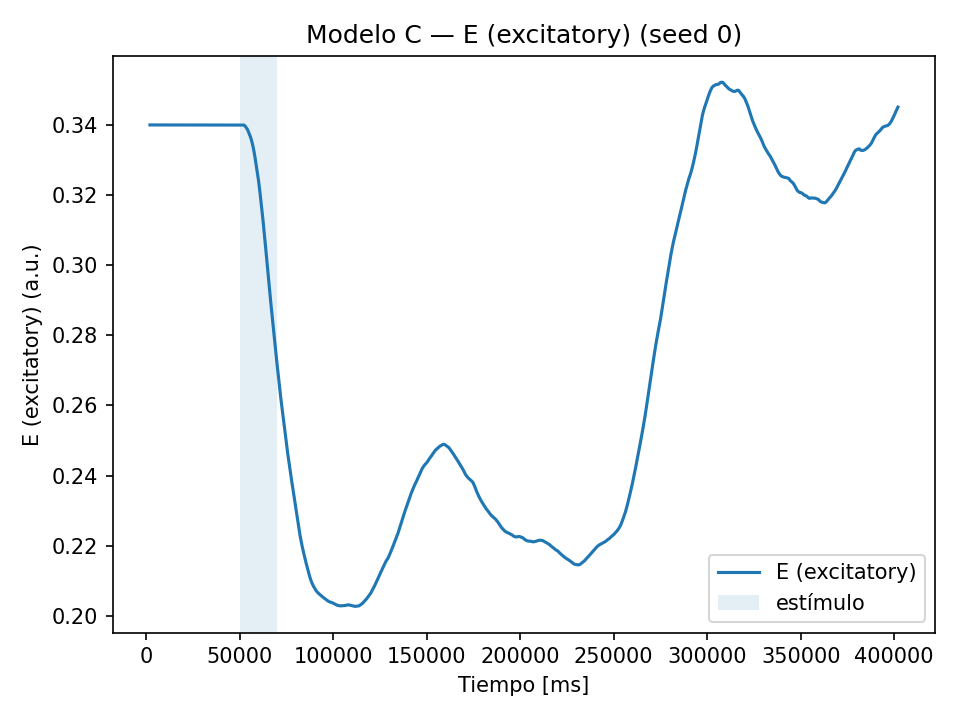 Modelo C — E (excitatory) (seed 0)
E (excitatory) (a.u.)
0.34
0.32
0.30
0.28
0.26
0.24
0.22
0.20
E (excitatory)
estímulo
0 50000 100000 150000 200000 250000 300000 350000 400000
Tiempo [ms]